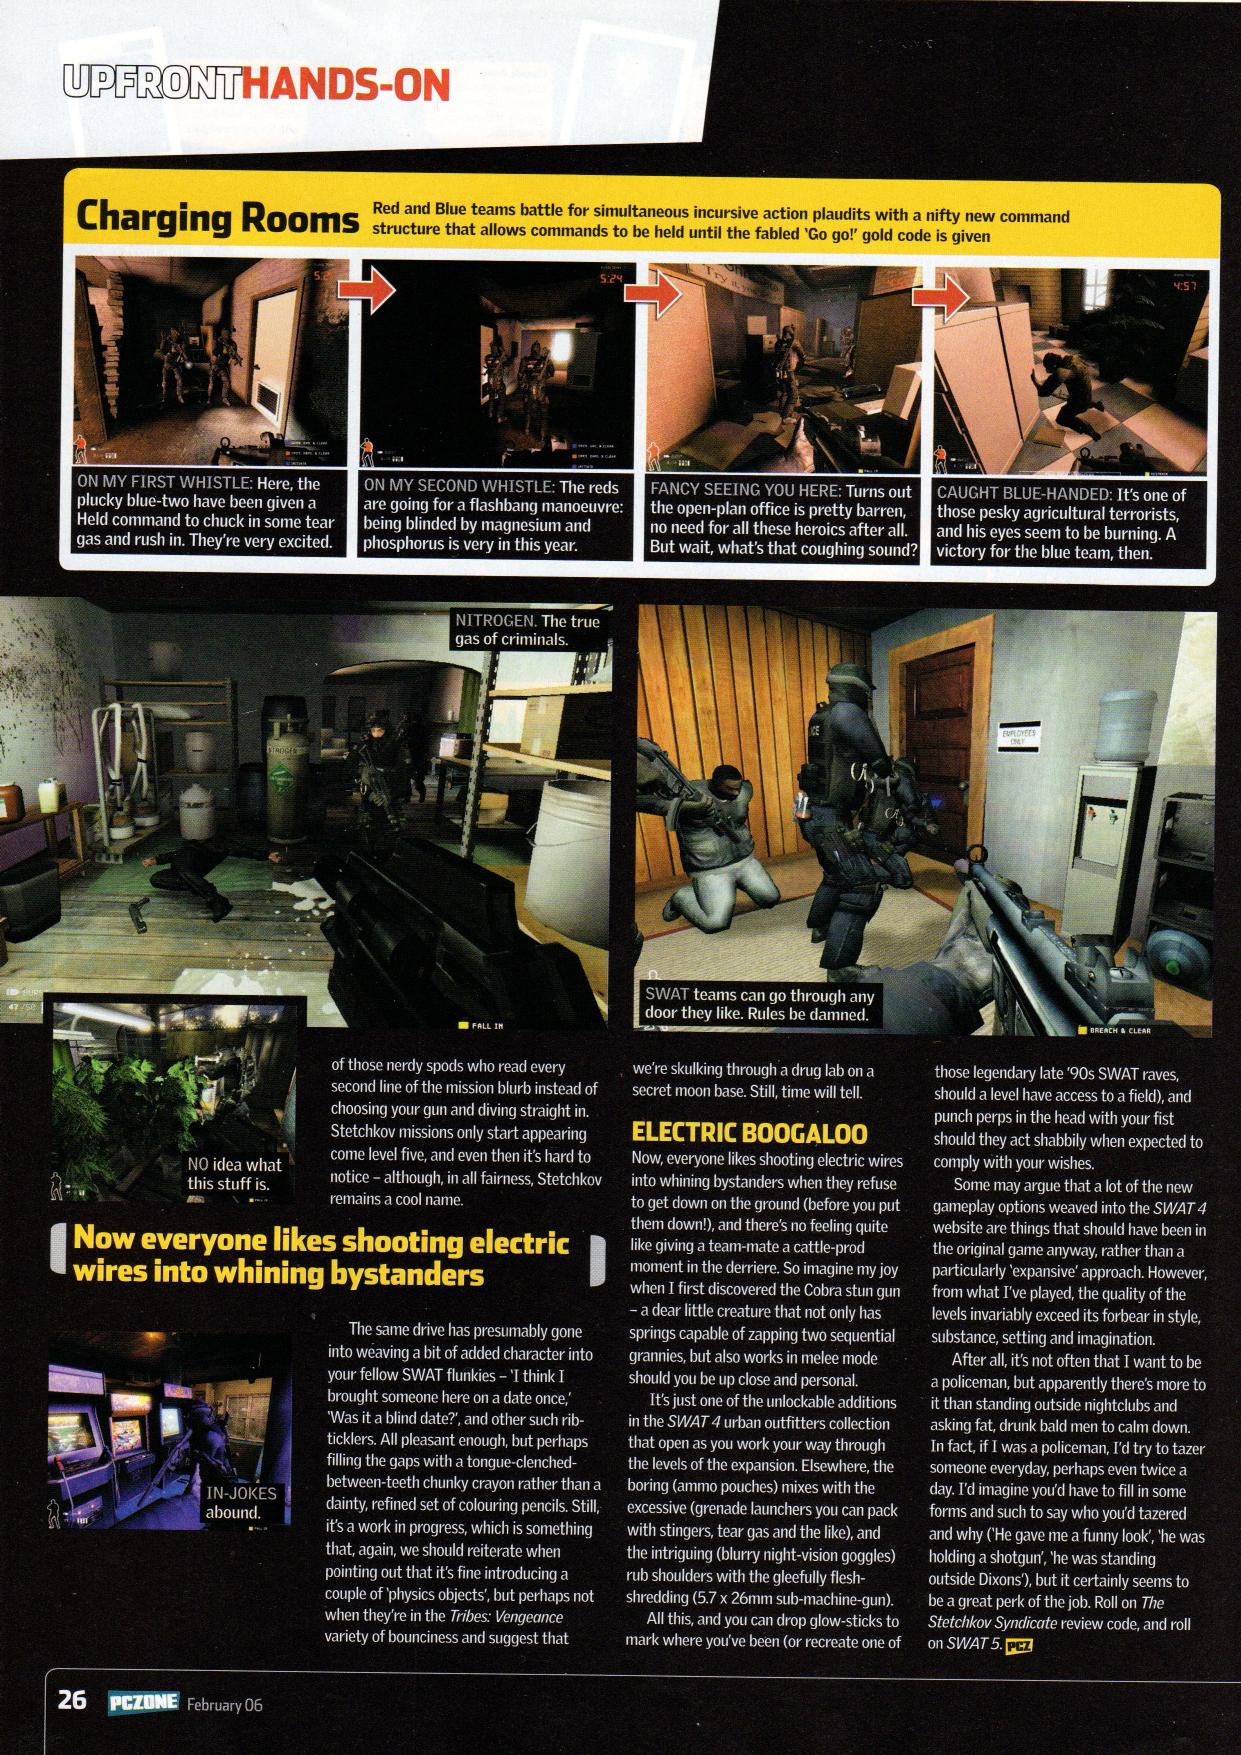 UPFRONTHANDS-ON
Charging Rooms
Red and Blue teams battle for simultaneous incursive action plaudits with a nifty new command
structure that allows commands to be held until the fabled ‘Go go!’ gold code is given
5:24
4:57
Try it
ON MY FIRST WHISTLE: Here, the
plucky blue-two have been given a
Held command to chuck in some tear
gas and rush in. They're very excited.
ON MY SECOND WHISTLE: The reds
are going for a flashbang manoeuvre:
being blinded by magnesium and
phosphorus is very in this year.
FANCY SEEING YOU HERE: Turns out
the open-plan office is pretty barren,
no need for all these heroics after all.
But wait, what's that coughing sound?
CAUGHT BLUE-HANDED: It's one of
those pesky agricultural terrorists,
and his eyes seem to be burning. A
victory for the blue team, then.
NITROGEN. The true
gas of criminals.
NITROGEN
FALL IN
EMPLOYEES
ONLY
SWAT teams can go through any
door they like. Rules be damned.
BREACH & CLEAR
NO idea what
this stuff is.
of those nerdy spods who read every
second line of the mission blurb instead of
choosing your gun and diving straight in.
Stetchkov missions only start appearing
come level five, and even then it's hard to
notice – although, in all fairness, Stetchkov
remains a cool name.
Now everyone likes shooting electric
wires into whining bystanders
IN-JOKES
abound.
The same drive has presumably gone
into weaving a bit of added character into
your fellow SWAT flunkies – ‘I think I
brought someone here on a date once,’
‘Was it a blind date?’, and other such rib-
ticklers. All pleasant enough, but perhaps
filling the gaps with a tongue-clenched-
between-teeth chunky crayon rather than a
dainty, refined set of colouring pencils. Still,
it's a work in progress, which is something
that, again, we should reiterate when
pointing out that it's fine introducing a
couple of ‘physics objects’, but perhaps not
when they're in the Tribes: Vengeance
variety of bounciness and suggest that
we're skulking through a drug lab on a
secret moon base. Still, time will tell.
ELECTRIC BOOGALOO
Now, everyone likes shooting electric wires
into whining bystanders when they refuse
to get down on the ground (before you put
them down!), and there's no feeling quite
like giving a team-mate a cattle-prod
moment in the derriere. So imagine my joy
when I first discovered the Cobra stun gun
– a dear little creature that not only has
springs capable of zapping two sequential
grannies, but also works in melee mode
should you be up close and personal.
It's just one of the unlockable additions
in the SWAT 4 urban outfitters collection
that open as you work your way through
the levels of the expansion. Elsewhere, the
boring (ammo pouches) mixes with the
excessive (grenade launchers you can pack
with stingers, tear gas and the like), and
the intriguing (blurry night-vision goggles)
rub shoulders with the gleefully flesh-
shredding (5.7 x 26mm sub-machine-gun).
All this, and you can drop glow-sticks to
mark where you've been (or recreate one of
those legendary late ‘90s SWAT raves,
should a level have access to a field), and
punch perps in the head with your fist
should they act shabbily when expected to
comply with your wishes.
Some may argue that a lot of the new
gameplay options weaved into the SWAT 4
website are things that should have been in
the original game anyway, rather than a
particularly ‘expansive’ approach. However,
from what I've played, the quality of the
levels invariably exceed its forbear in style,
substance, setting and imagination.
After all, it's not often that I want to be
a policeman, but apparently there's more to
it than standing outside nightclubs and
asking fat, drunk bald men to calm down.
In fact, if I was a policeman, I'd try to tazer
someone everyday, perhaps even twice a
day. I'd imagine you'd have to fill in some
forms and such to say who you'd tazered
and why (‘He gave me a funny look’, ‘he was
holding a shotgun’, ‘he was standing
outside Dixons’), but it certainly seems to
be a great perk of the job. Roll on The
Stetchkov Syndicate review code, and roll
on SWAT 5. PCZ
26 PCZONE February 06